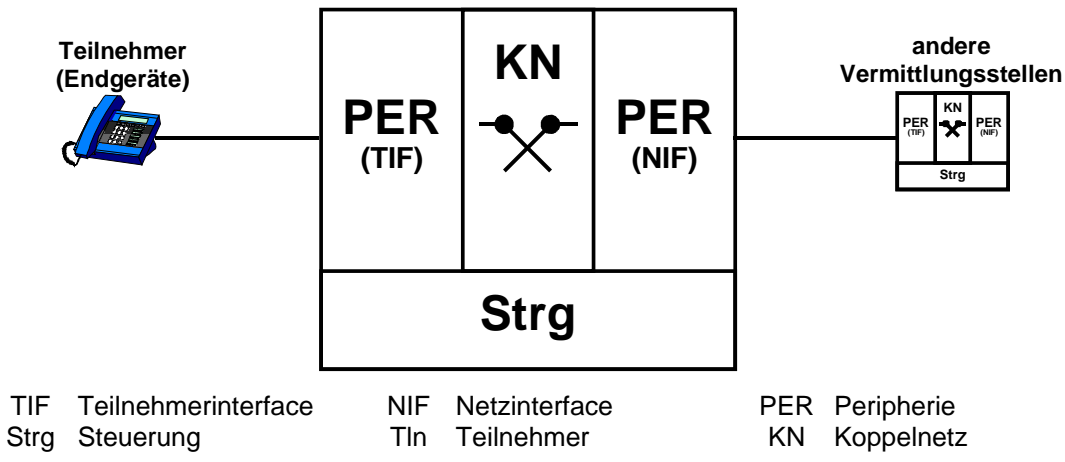 Teilnehmer
(Endgeräte)
PER
(TIF)
KN
PER
(NIF)
Strg
andere
Vermittlungsstellen
PER
(TIF)
KN
PER
(NIF)
Strg
TIF Teilnehmerinterface NIF Netzinterface PER Peripherie
Strg Steuerung Tln Teilnehmer KN Koppelnetz